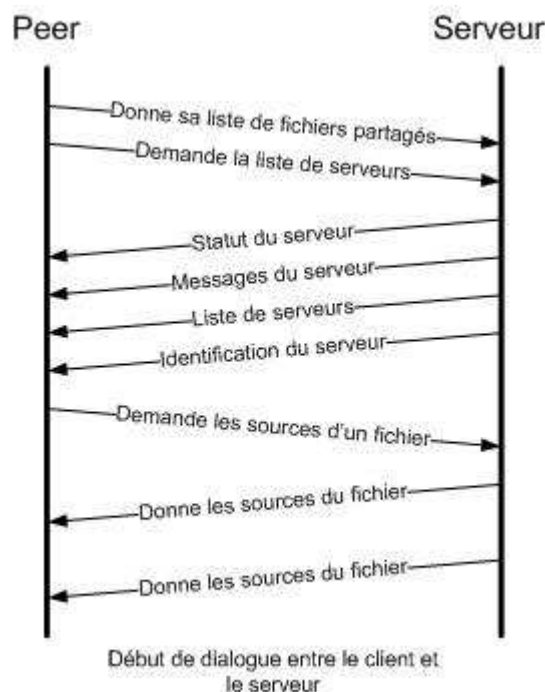 Peer
Serveur
Donne sa liste de fichiers partagés
Demande la liste de serveurs
Statut du serveur
Messages du serveur
Liste de serveurs
Identification du serveur
Demande les sources d'un fichier
Donne les sources du fichier
Donne les sources du fichier
Début de dialogue entre le client et
le serveur